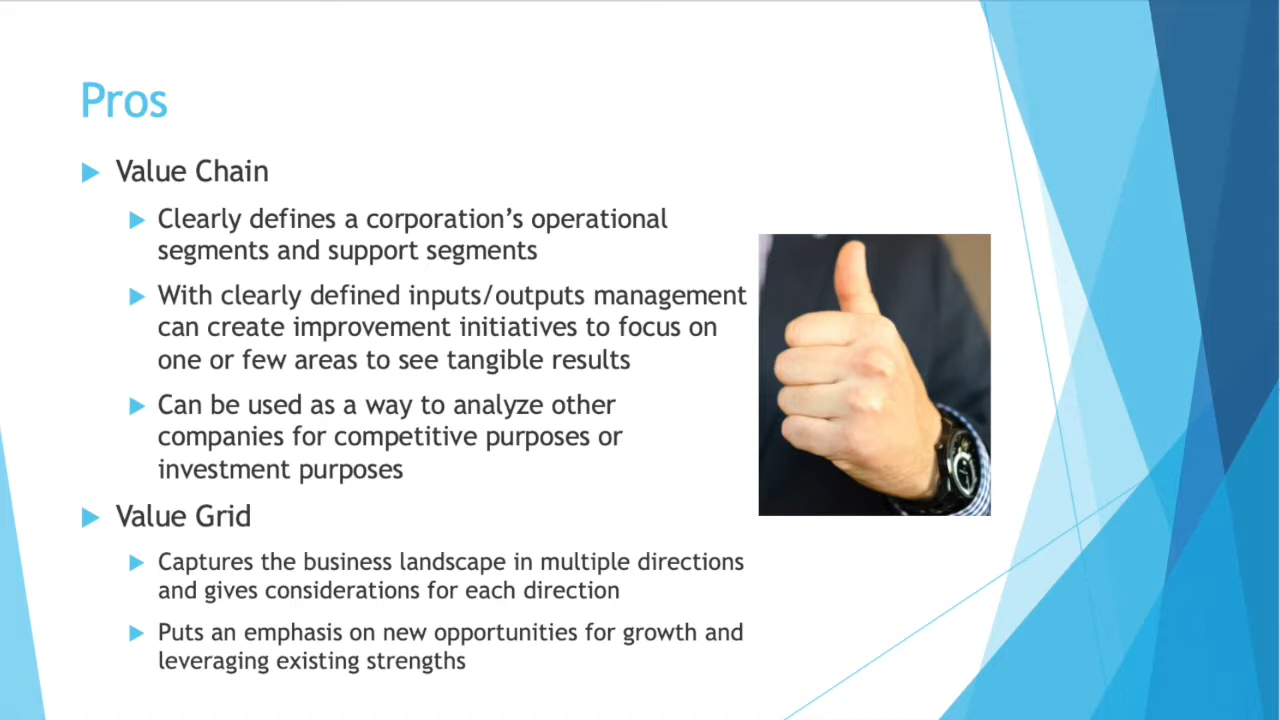 Pros
Value Chain
Clearly defines a corporation’s operational
segments and support segments
With clearly defined inputs/outputs management
can create improvement initiatives to focus on
one or few areas to see tangible results
Can be used as a way to analyze other
companies for competitive purposes or
investment purposes
Value Grid
Captures the business landscape in multiple directions
and gives considerations for each direction
Puts an emphasis on new opportunities for growth and
leveraging existing strengths